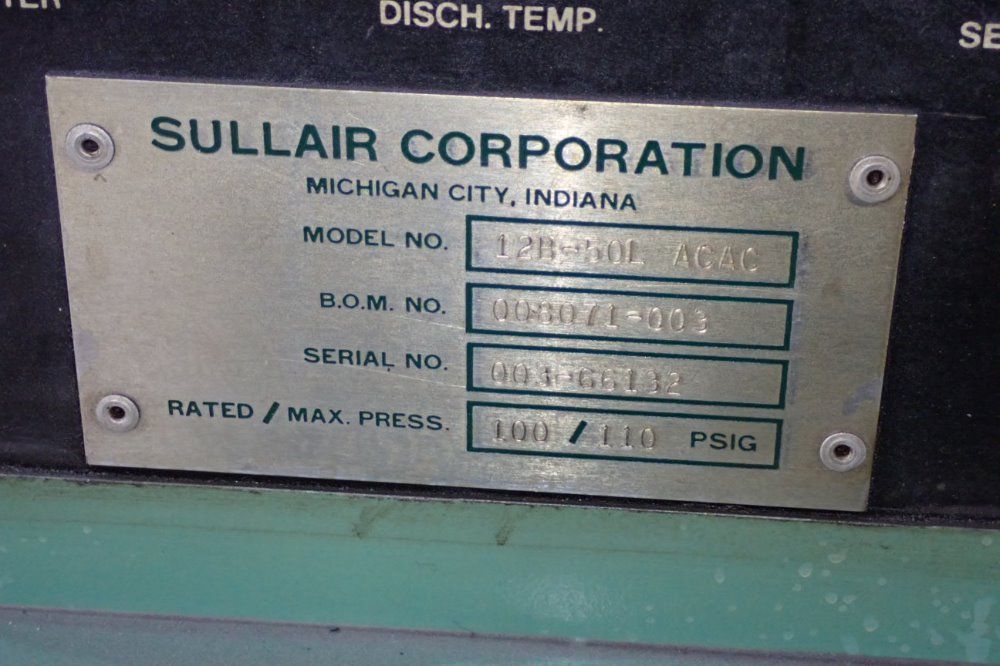 DISCH. TEMP.
SULLAIR CORPORATION
MICHIGAN CITY, INDIANA
MODEL NO. 12B-50L ACAC
B.O.M. NO. 008071-003
SERIAL NO. 003-66132
RATED / MAX. PRESS. 100 / 110 PSIG